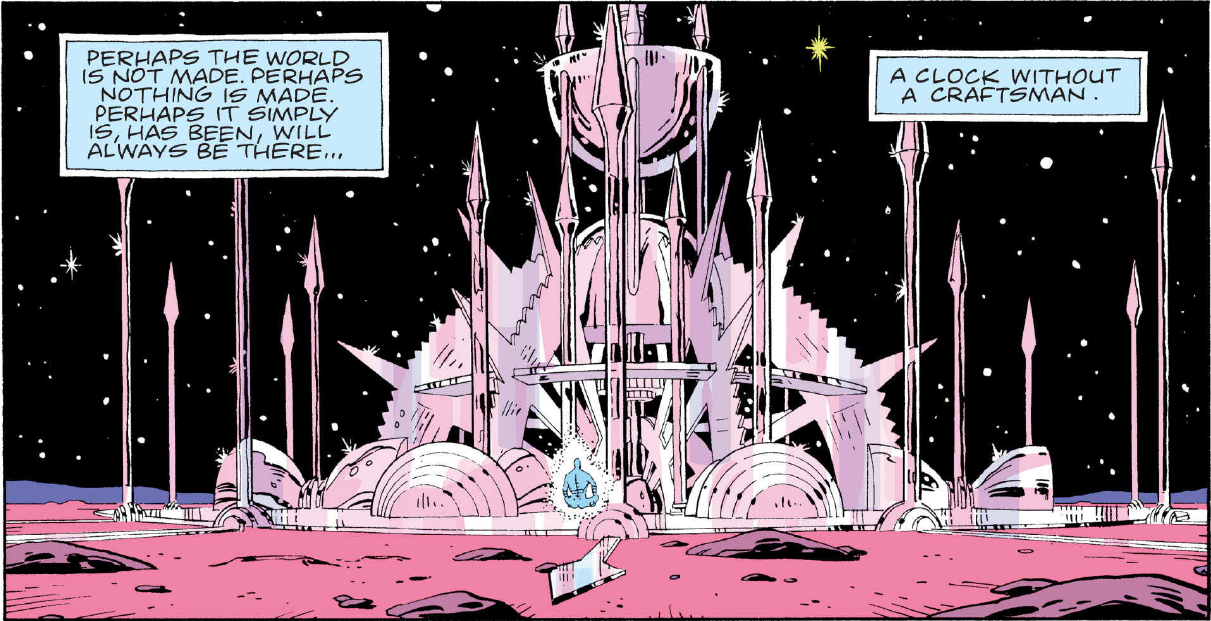 PERHAPS THE WORLD
IS NOT MADE. PERHAPS
NOTHING IS MADE.
PERHAPS IT SIMPLY
IS, HAS BEEN, WILL
ALWAYS BE THERE...
A CLOCK WITHOUT
A CRAFTSMAN.